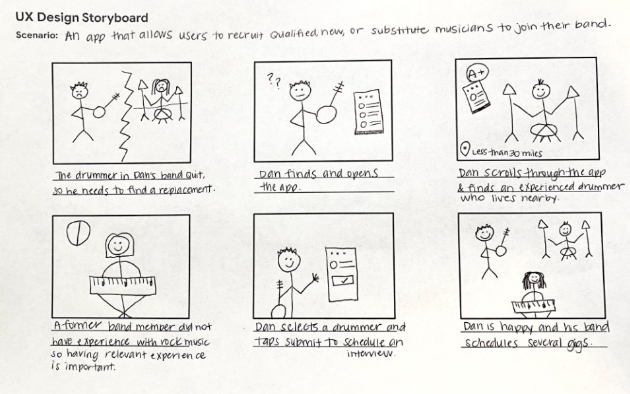 UX Design Storyboard
Scenario: An app that allows users to recruit qualified, new, or substitute musicians to join their band.
The drummer in Dan's band quit,
so he needs to find a replacement.
??
Dan finds and opens
the app.
A+
Less than 30 miles
Dan scrolls through the app
& finds an experienced drummer
who lives nearby.
A former band member did not
have experience with rock music
so having relevant experience
is important.
Dan selects a drummer and
taps submit to schedule an
interview.
Dan is happy and his band
schedules several gigs.